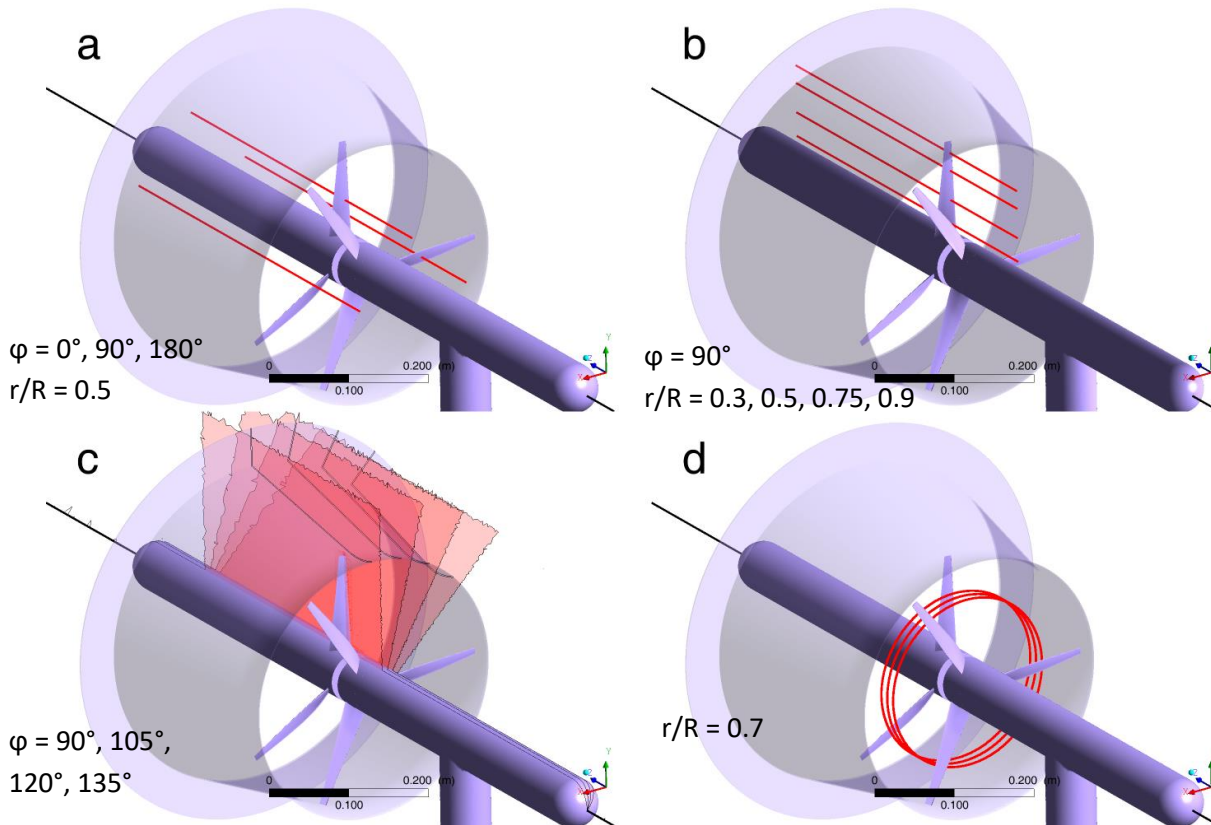 a
φ = 0°, 90°, 180°
r/R = 0.5
0 0.200 (m)
0.100
Y
X
b
φ = 90°
r/R = 0.3, 0.5, 0.75, 0.9
0 0.200 (m)
0.100
Y
X
c
φ = 90°, 105°,
120°, 135°
0 0.200 (m)
0.100
Y
X
d
r/R = 0.7
0 0.200 (m)
0.100
Y
X